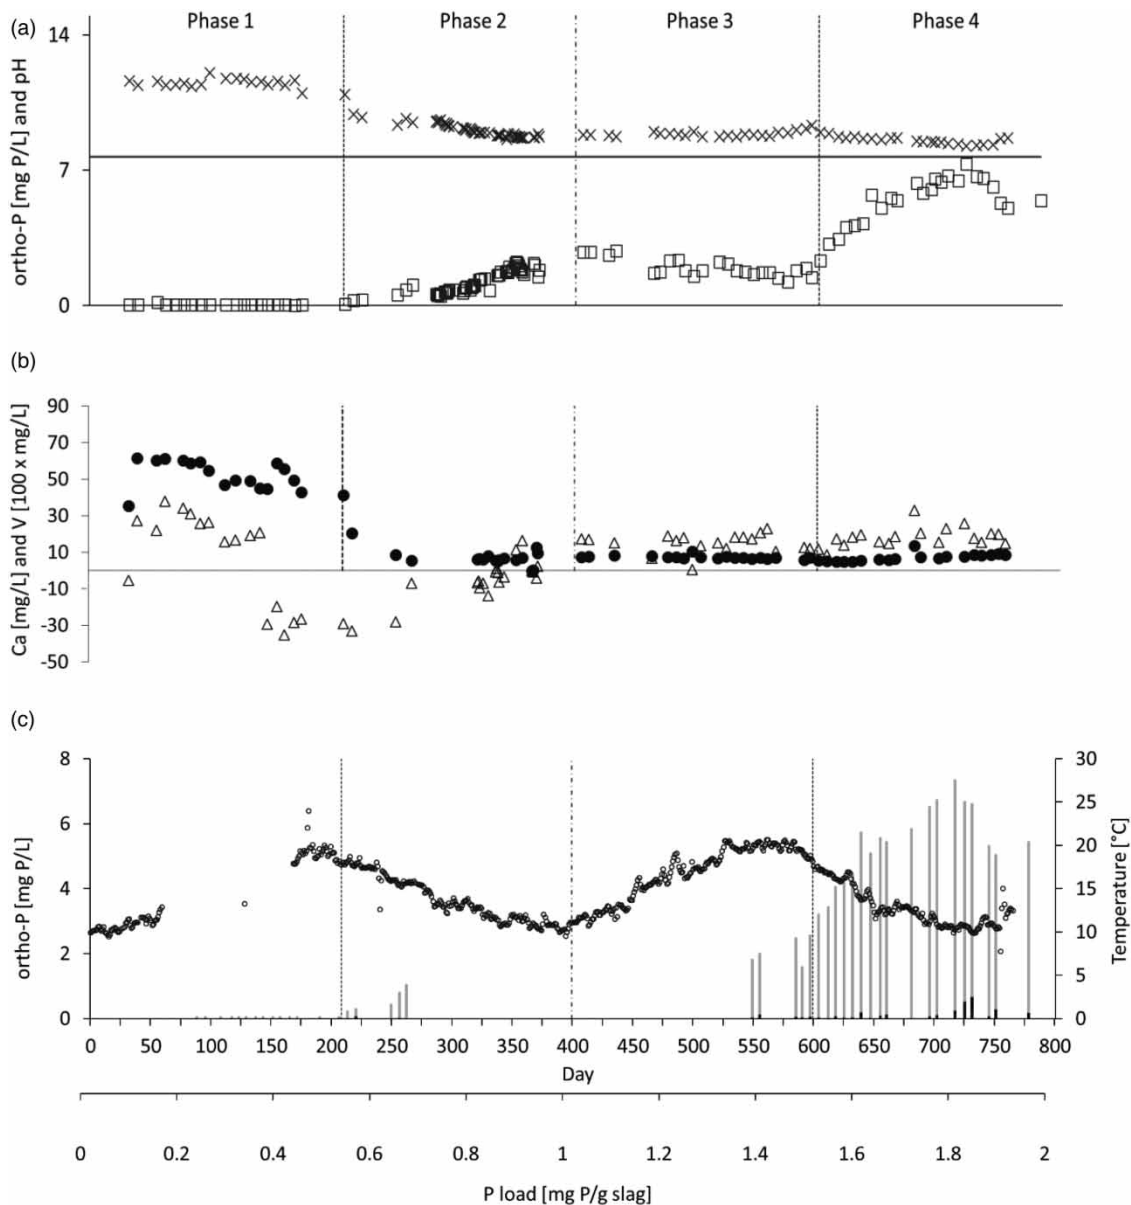 (a)
Phase 1 Phase 2 Phase 3 Phase 4
14
7
0
ortho-P [mg P/L] and pH
(b)
90
70
50
30
10
-10
-30
-50
Ca [mg/L] and V [100 x mg/L]
(c)
8
6
4
2
0
ortho-P [mg P/L]
30
25
20
15
10
5
0
Temperature [°C]
0 50 100 150 200 250 300 350 400 450 500 550 600 650 700 750 800
Day
0 0.2 0.4 0.6 0.8 1 1.2 1.4 1.6 1.8 2
P load [mg P/g slag]